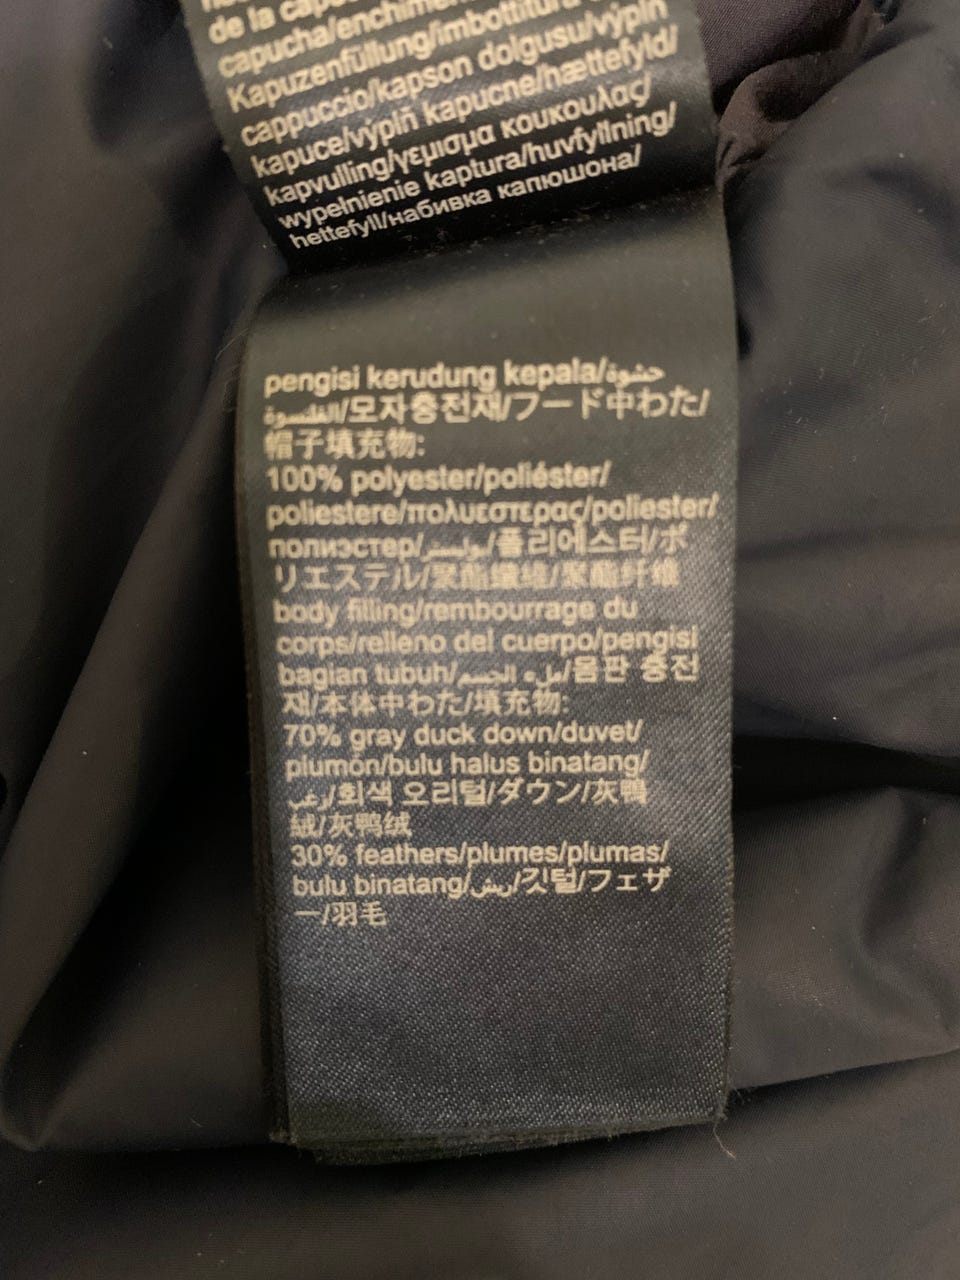 de la
capucha/enchimen
Kapuzenfüllung/imbottitura
cappuccio/kapson dolgusu/výplň
kapuce/výplň kapucne/hættefyld/
kapvulling/γεμισμα κουκουλας/
wypełnienie kaptura/huvfyllning/
hettefyll/набивка капюшона/
pengisi kerudung kepala/حشوة
القلنسوة/모자충전재/フード中わた/
帽子填充物:
100% polyester/poliéster/
poliestere/πολυεστερας/poliester/
полиэстер/بوليستر/폴리에스터/ポ
リエステル/聚酯纖維/聚酯纤维
body filling/rembourrage du
corps/relleno del cuerpo/pengisi
bagian tubuh/ملء الجسم/몸판 충전
재/本体中わた/填充物:
70% gray duck down/duvet/
plumón/bulu halus binatang/
زغب/회색 오리털/ダウン/灰鴨
絨/灰鸭绒
30% feathers/plumes/plumas/
bulu binatang/ريش/깃털/フェザ
ー/羽毛